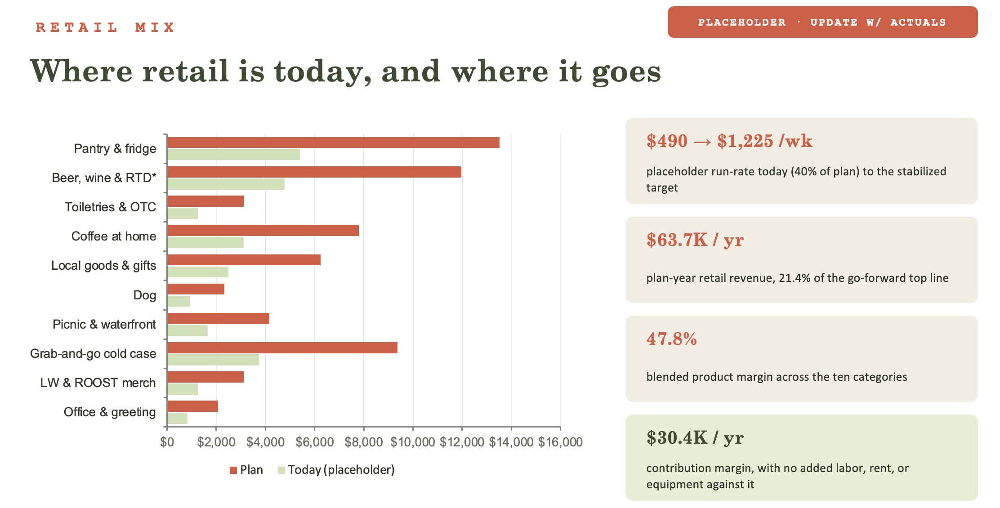 RETAIL MIX
PLACEHOLDER · UPDATE W/ ACTUALS
Where retail is today, and where it goes
Pantry & fridge
Beer, wine & RTD*
Toiletries & OTC
Coffee at home
Local goods & gifts
Dog
Picnic & waterfront
Grab-and-go cold case
LW & ROOST merch
Office & greeting
$0 $2,000 $4,000 $6,000 $8,000 $10,000 $12,000 $14,000 $16,000
Plan Today (placeholder)
$490 → $1,225 /wk
placeholder run-rate today (40% of plan) to the stabilized
target
$63.7K / yr
plan-year retail revenue, 21.4% of the go-forward top line
47.8%
blended product margin across the ten categories
$30.4K / yr
contribution margin, with no added labor, rent, or
equipment against it